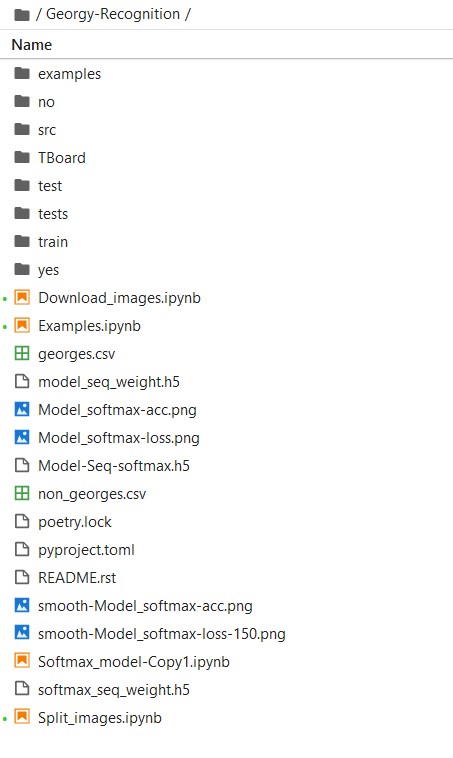 / Georgy-Recognition /
Name
examples
no
src
TBoard
test
tests
train
yes
Download_images.ipynb
Examples.ipynb
georges.csv
model_seq_weight.h5
Model_softmax-acc.png
Model_softmax-loss.png
Model-Seq-softmax.h5
non_georges.csv
poetry.lock
pyproject.toml
README.rst
smooth-Model_softmax-acc.png
smooth-Model_softmax-loss-150.png
Softmax_model-Copy1.ipynb
softmax_seq_weight.h5
Split_images.ipynb